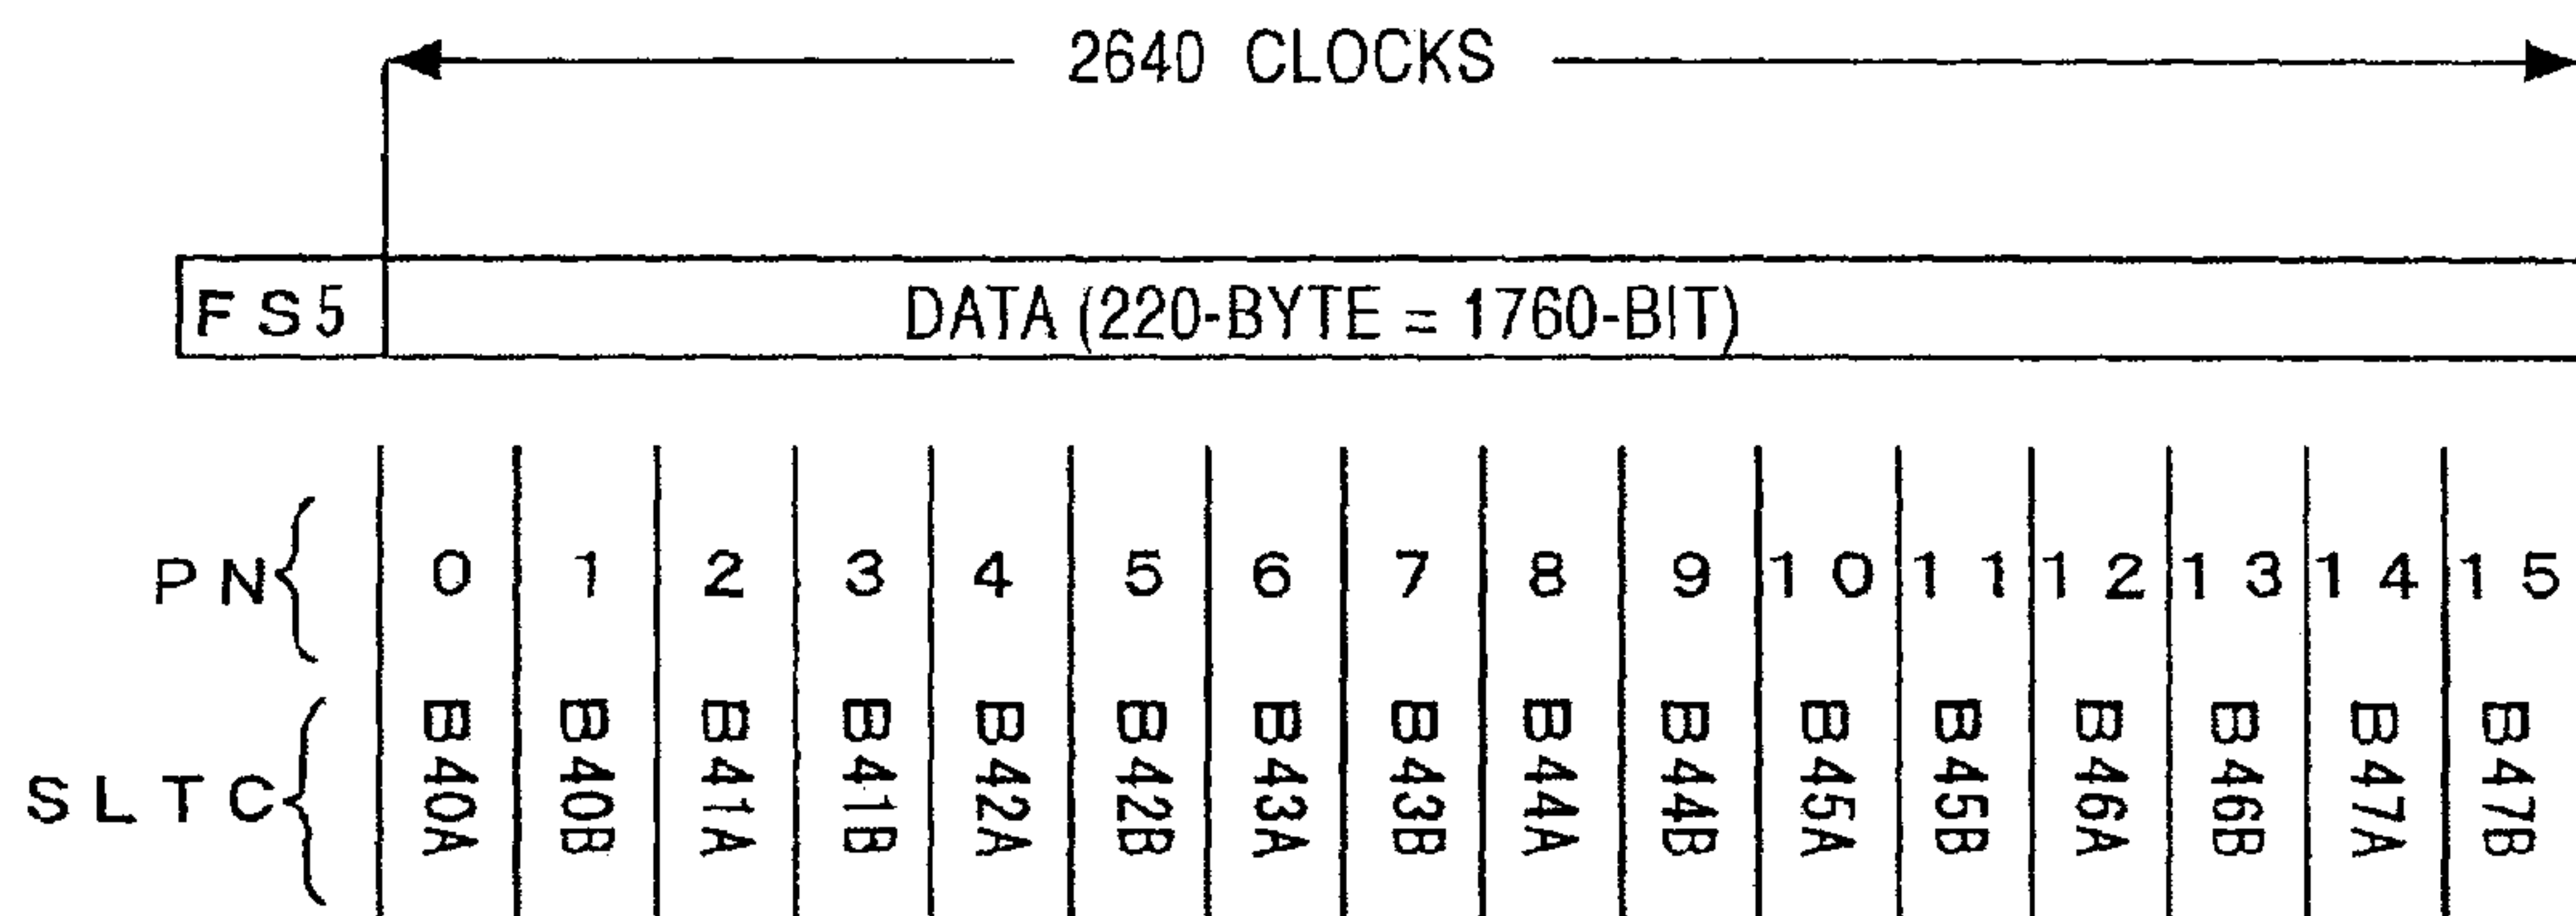 2640 CLOCKS
FS5 DATA (220-BYTE = 1760-BIT)
PN 0 1 2 3 4 5 6 7 8 9 10 11 12 13 14 15
SLTC B40A B40B B41A B41B B42A B42B B43A B43B B44A B44B B45A B45B B46A B46B B47A B47B